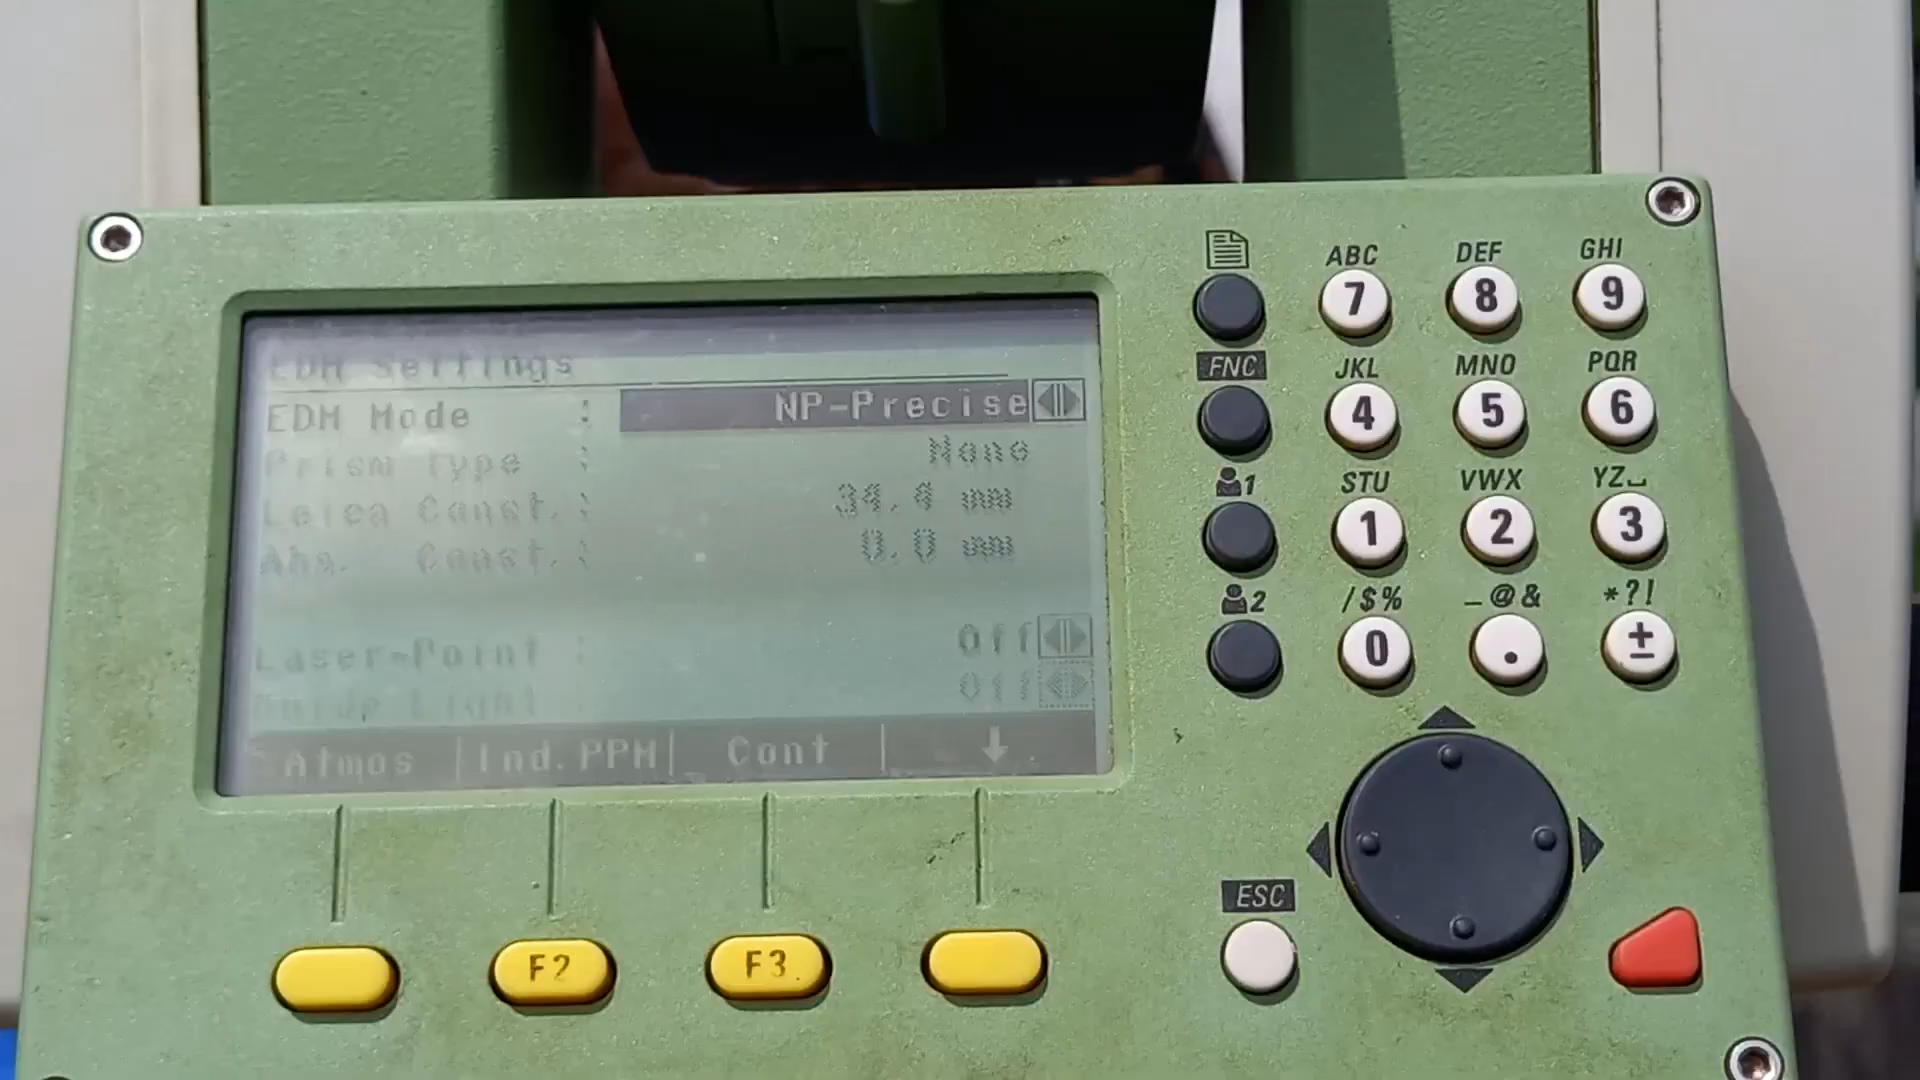 EDM Settings
EDM Mode : NP-Precise
Prism Type : None
Leica Const.: 34.4 mm
Abs. Const.: 0.0 mm
Laser-Point : Off
Guide Light : Off
Atmos | Ind.PPM | Cont | ↓
ABC DEF GHI
7 8 9
FNC JKL MNO PQR
4 5 6
1 STU VWX YZ⎵
1 2 3
2 /$% _@& *?!
0 . ±
ESC
F2 F3